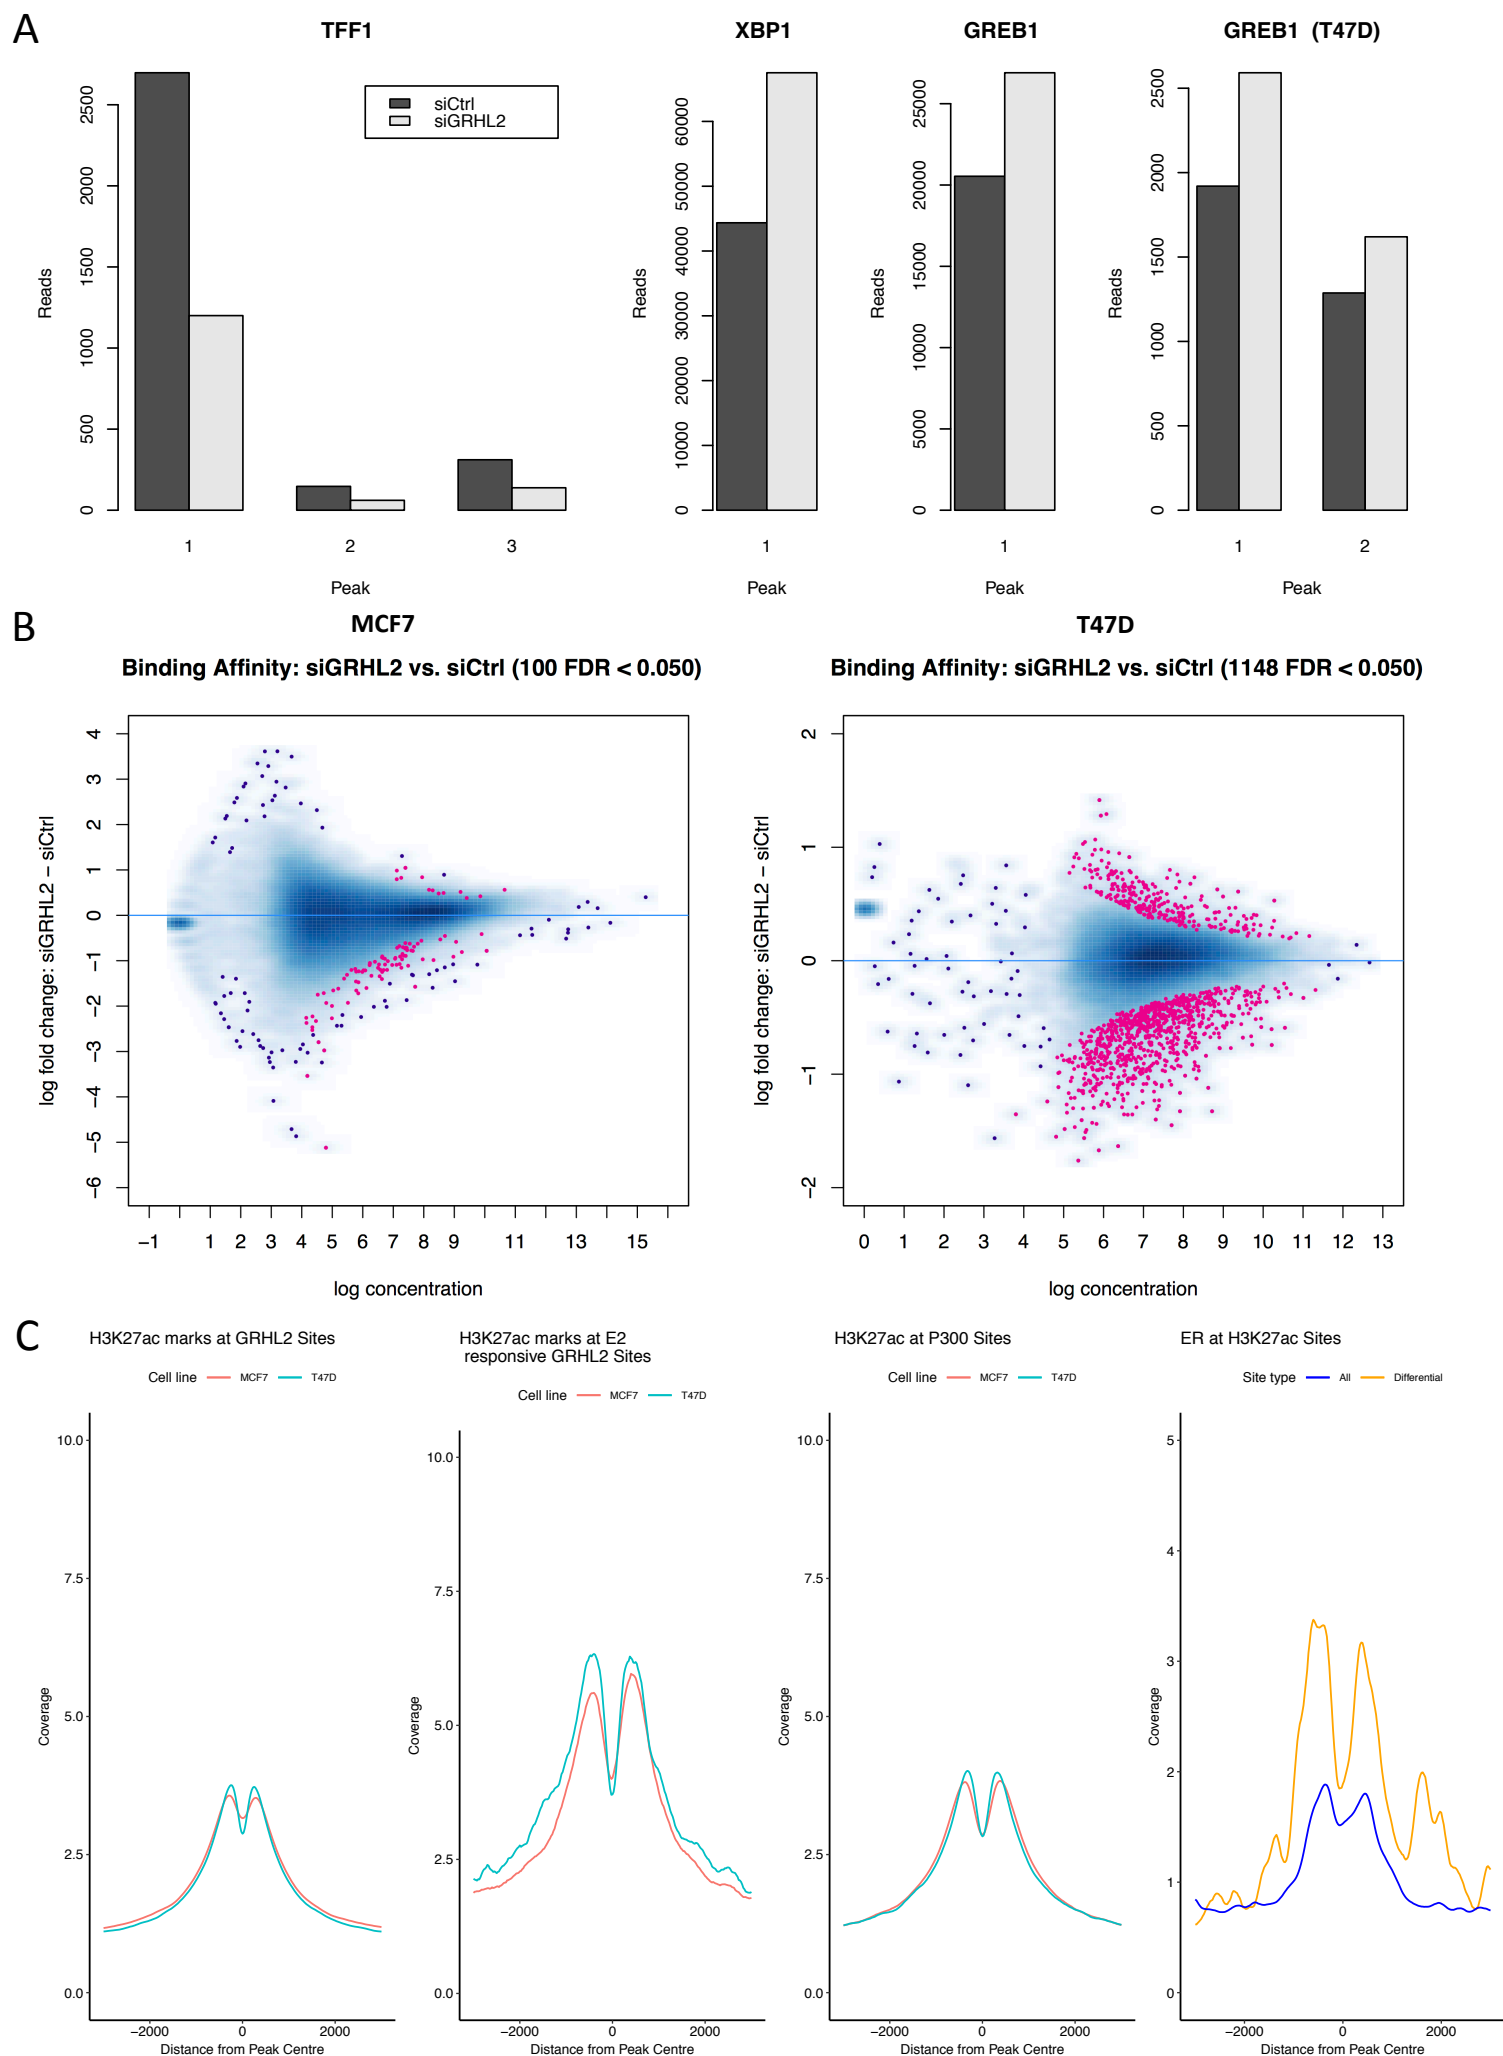 A
TFF1
XBP1
GREB1
GREB1 (T47D)
siCtrl
siGRHL2
Reads
0
500
1000
1500
2000
2500
1
2
3
Peak
Reads
0
10000
20000
30000
40000
50000
60000
1
Peak
Reads
0
5000
10000
15000
20000
25000
1
Peak
Reads
0
500
1000
1500
2000
2500
1
2
Peak
B
MCF7
Binding Affinity: siGRHL2 vs. siCtrl (100 FDR < 0.050)
log fold change: siGRHL2 − siCtrl
4
3
2
1
0
−1
−2
−3
−4
−5
−6
−1 1 2 3 4 5 6 7 8 9 11 13 15
log concentration
T47D
Binding Affinity: siGRHL2 vs. siCtrl (1148 FDR < 0.050)
log fold change: siGRHL2 − siCtrl
2
1
0
−1
−2
0 1 2 3 4 5 6 7 8 9 10 11 12 13
log concentration
C
H3K27ac marks at GRHL2 Sites
Cell line MCF7 T47D
Coverage
10.0
7.5
5.0
2.5
0.0
−2000 0 2000
Distance from Peak Centre
H3K27ac marks at E2
responsive GRHL2 Sites
Cell line MCF7 T47D
Coverage
10.0
7.5
5.0
2.5
0.0
−2000 0 2000
Distance from Peak Centre
H3K27ac at P300 Sites
Cell line MCF7 T47D
Coverage
10.0
7.5
5.0
2.5
0.0
−2000 0 2000
Distance from Peak Centre
ER at H3K27ac Sites
Site type All Differential
Coverage
5
4
3
2
1
0
−2000 0 2000
Distance from Peak Centre